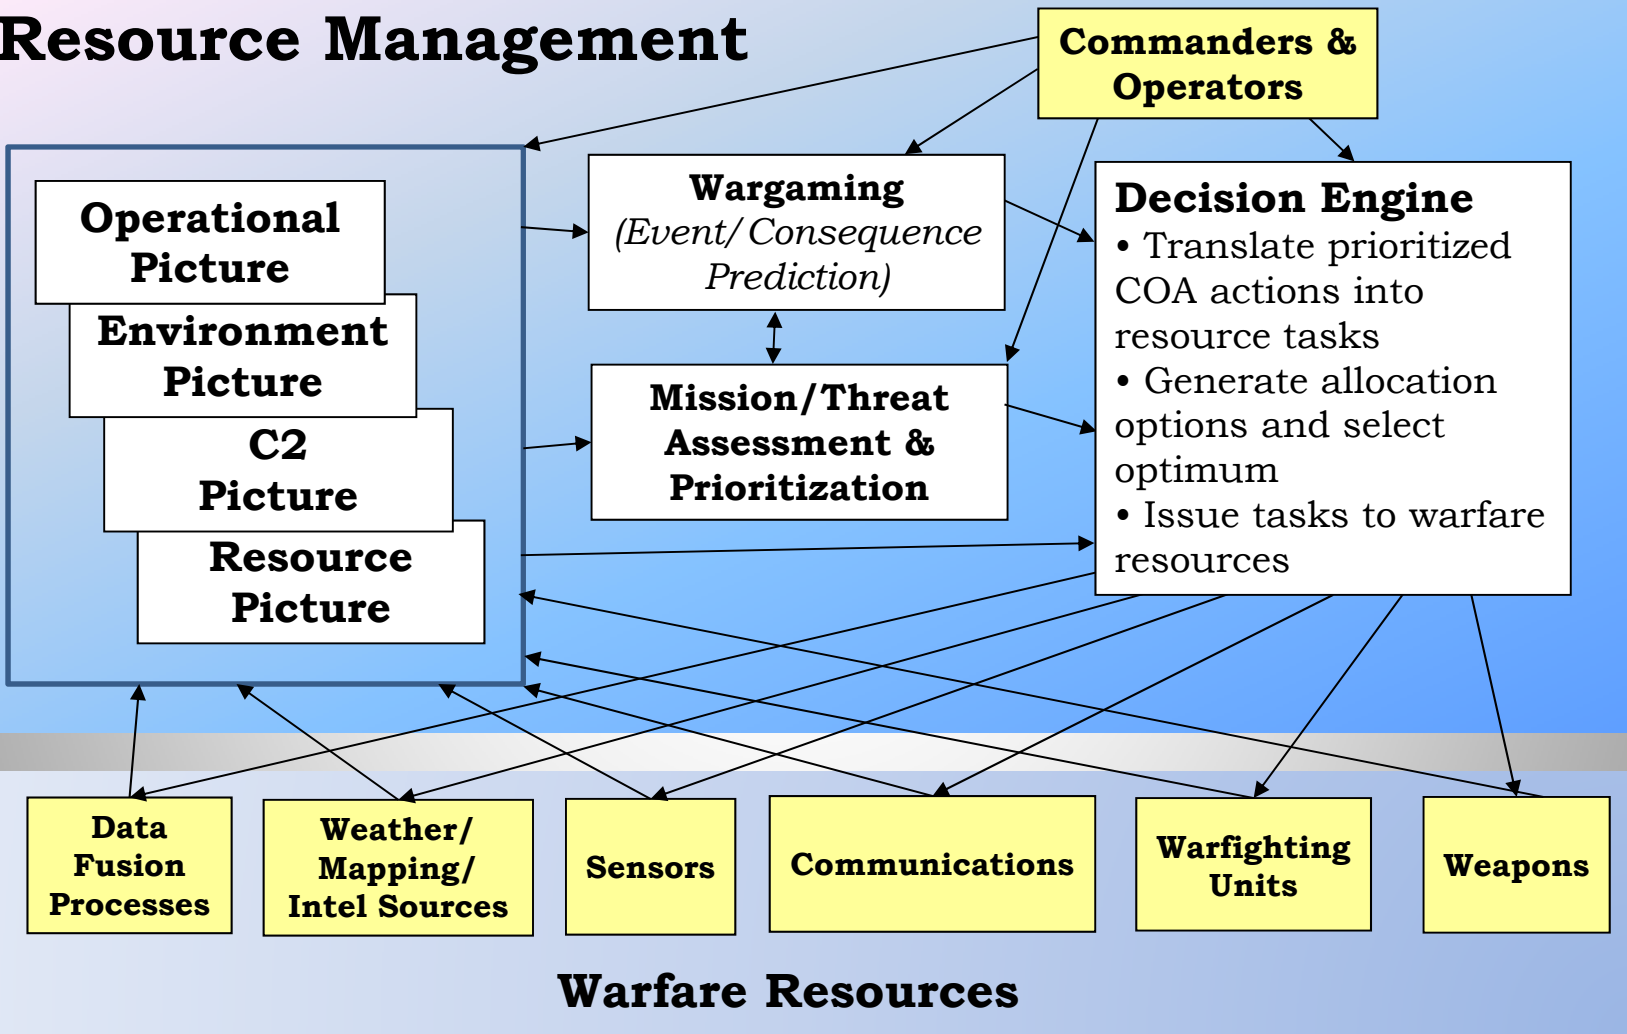 Resource Management
Commanders &
Operators
Operational
Picture
Environment
Picture
C2
Picture
Resource
Picture
Wargaming
(Event/Consequence
Prediction)
Mission/Threat
Assessment &
Prioritization
Decision Engine
• Translate prioritized
COA actions into
resource tasks
• Generate allocation
options and select
optimum
• Issue tasks to warfare
resources
Data
Fusion
Processes
Weather/
Mapping/
Intel Sources
Sensors
Communications
Warfighting
Units
Weapons
Warfare Resources